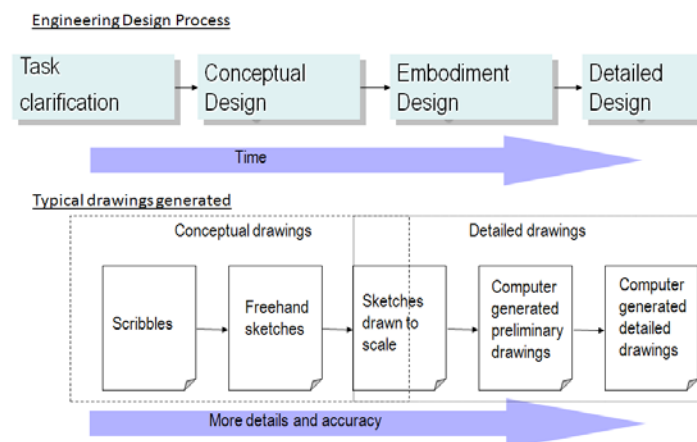 Engineering Design Process
Task
clarification
Conceptual
Design
Embodiment
Design
Detailed
Design
Time
Typical drawings generated
Conceptual drawings
Detailed drawings
Scribbles
Freehand
sketches
Sketches
drawn to
scale
Computer
generated
preliminary
drawings
Computer
generated
detailed
drawings
More details and accuracy